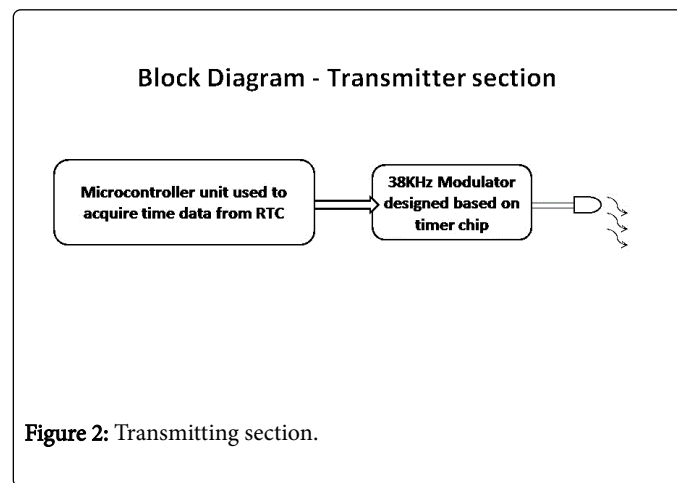 Block Diagram - Transmitter section
Microcontroller unit used to
acquire time data from RTC
38KHz Modulator
designed based on
timer chip
Figure 2: Transmitting section.